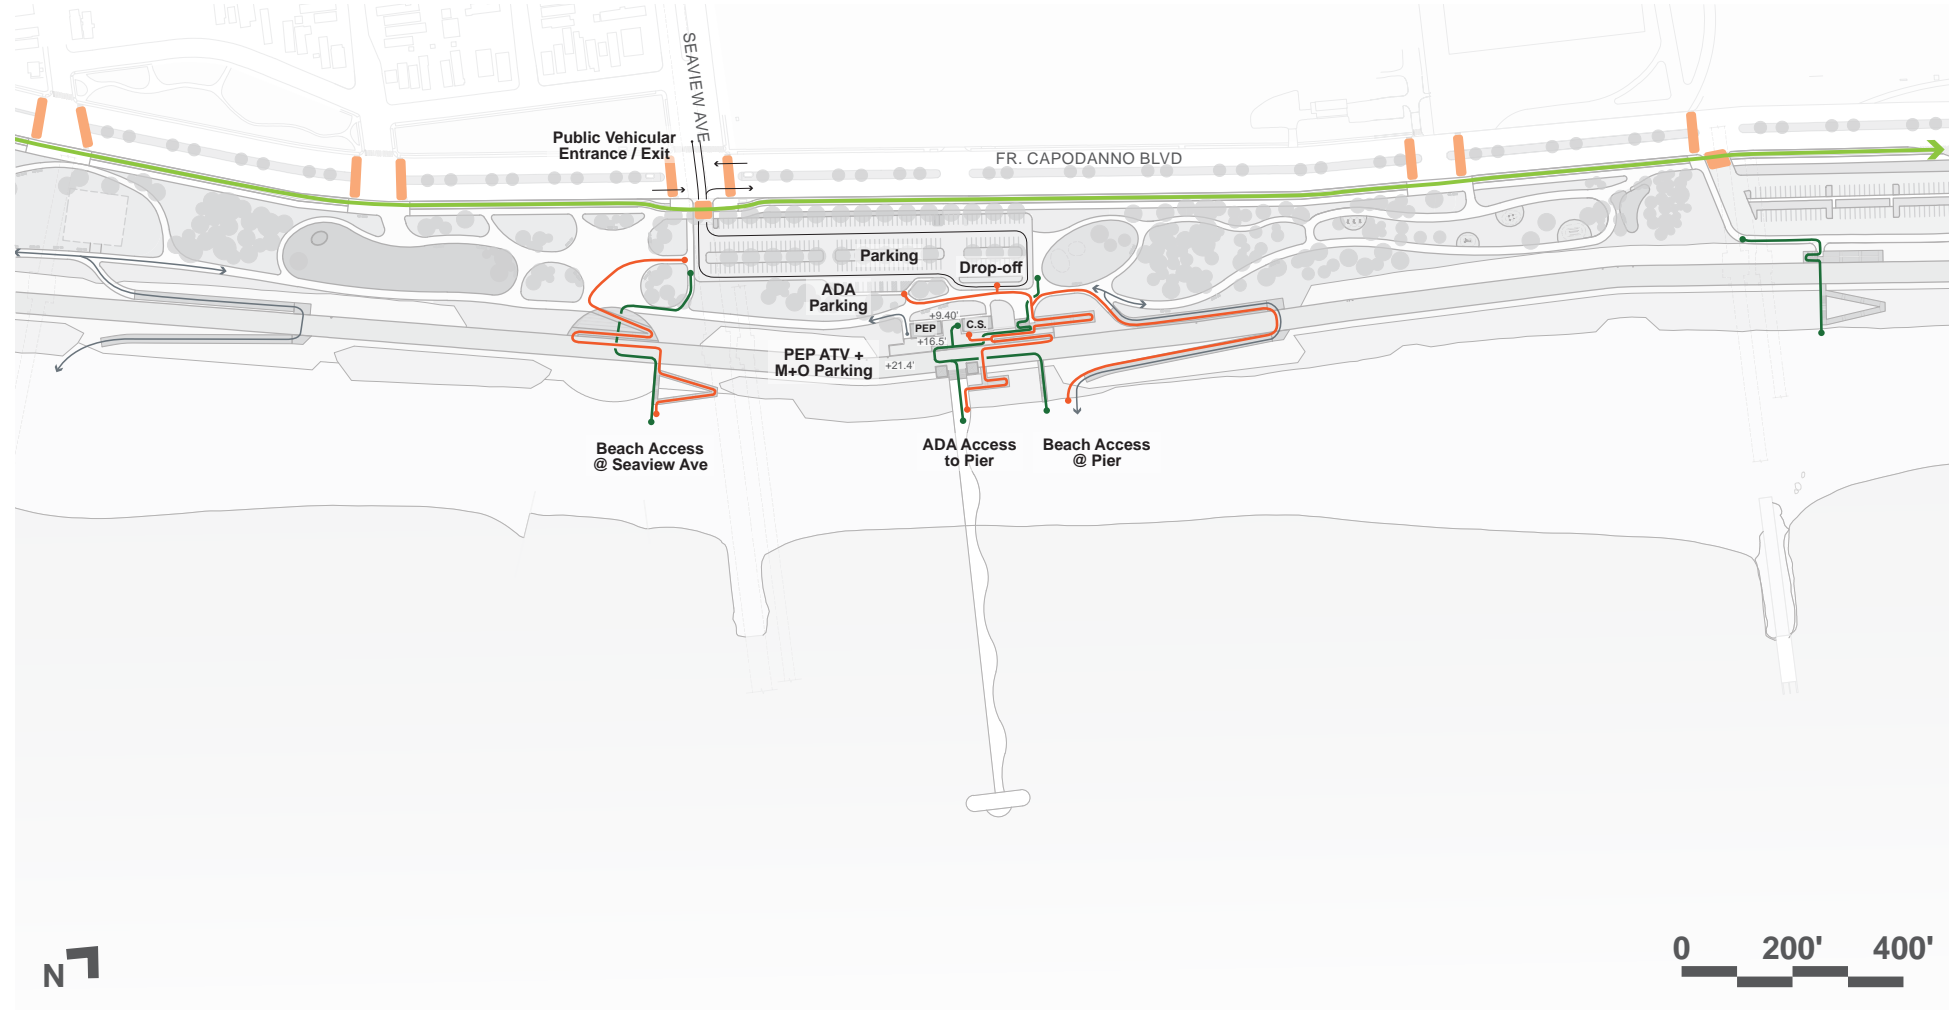 SEAVIEW AVE
Public Vehicular
Entrance / Exit
FR. CAPODANNO BLVD
Parking
Drop-off
ADA
Parking
+9.40'
PEP
C.S.
+16.5'
PEP ATV +
M+O Parking
+21.4'
Beach Access
@ Seaview Ave
ADA Access
to Pier
Beach Access
@ Pier
N
0 200' 400'